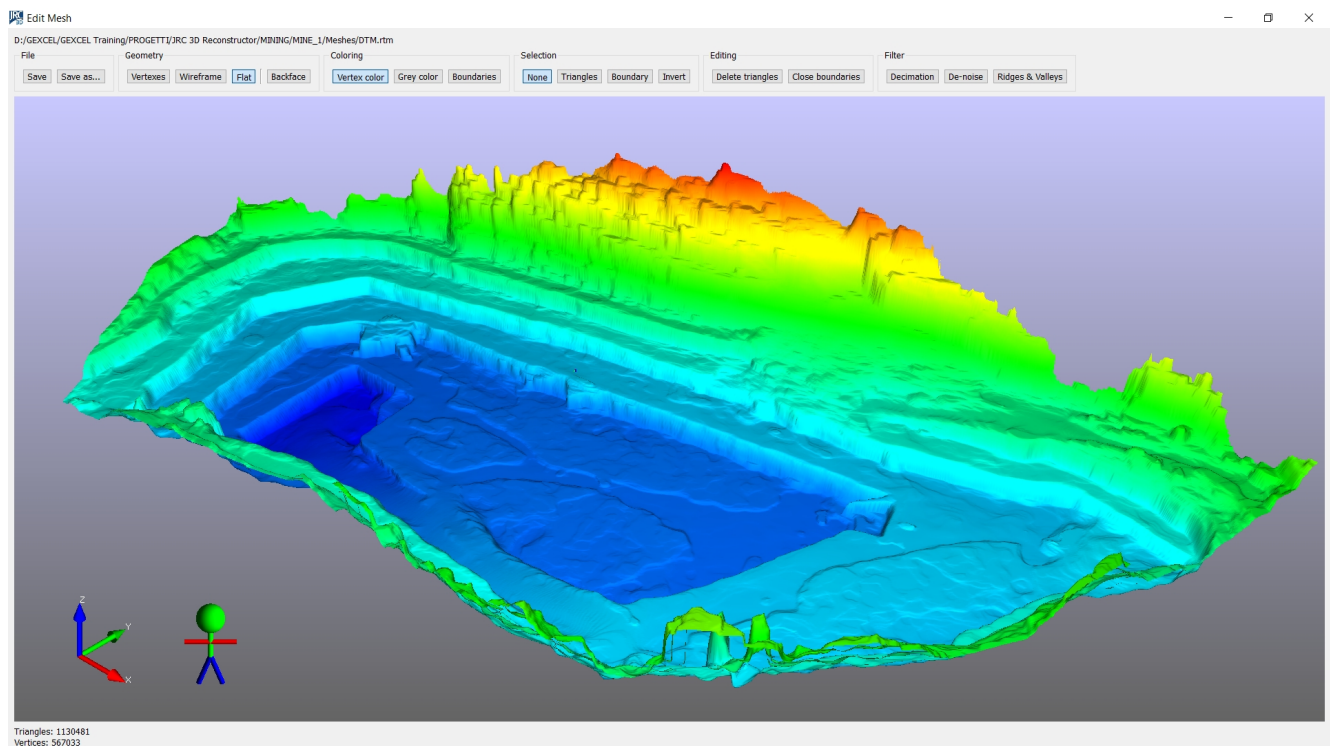 JRC 3D Edit Mesh
D:/GEXCEL/GEXCEL Training/PROGETTI/JRC 3D Reconstructor/MINING/MINE_1/Meshes/DTM.rtm
File Geometry Coloring Selection Editing Filter
Save Save as... Vertexes Wireframe Flat Backface Vertex color Grey color Boundaries None Triangles Boundary Invert Delete triangles Close boundaries Decimation De-noise Ridges & Valleys
Z
Y
X
Triangles: 1130481
Vertices: 567033